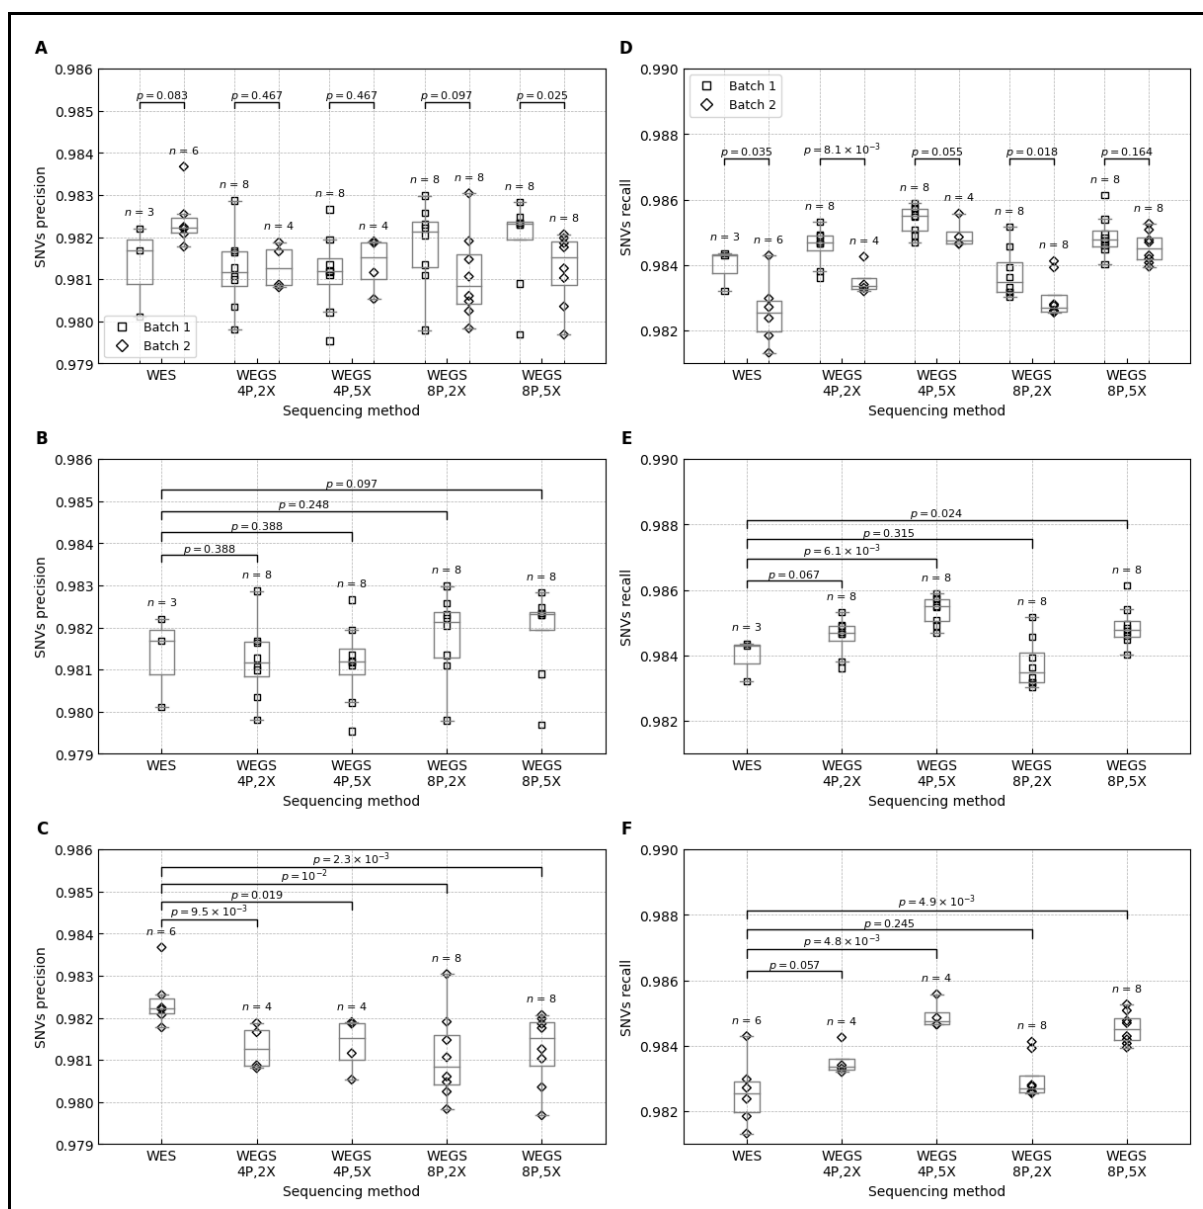 A
0.986
0.985
0.984
0.983
0.982
0.981
0.980
0.979
SNVs precision
p = 0.083
p = 0.467
p = 0.467
p = 0.097
p = 0.025
n = 3
n = 6
n = 8
n = 4
n = 8
n = 4
n = 8
n = 8
n = 8
n = 8
Batch 1
Batch 2
WES
WEGS
4P,2X
WEGS
4P,5X
WEGS
8P,2X
WEGS
8P,5X
Sequencing method
D
0.990
0.988
0.986
0.984
0.982
SNVs recall
Batch 1
Batch 2
p = 0.035
p = 8.1 × 10⁻³
p = 0.055
p = 0.018
p = 0.164
n = 3
n = 6
n = 8
n = 4
n = 8
n = 4
n = 8
n = 8
n = 8
n = 8
WES
WEGS
4P,2X
WEGS
4P,5X
WEGS
8P,2X
WEGS
8P,5X
Sequencing method
B
0.986
0.985
0.984
0.983
0.982
0.981
0.980
0.979
SNVs precision
p = 0.097
p = 0.248
p = 0.388
p = 0.388
n = 3
n = 8
n = 8
n = 8
n = 8
WES
WEGS
4P,2X
WEGS
4P,5X
WEGS
8P,2X
WEGS
8P,5X
Sequencing method
E
0.990
0.988
0.986
0.984
0.982
SNVs recall
p = 0.024
p = 0.315
p = 6.1 × 10⁻³
p = 0.067
n = 3
n = 8
n = 8
n = 8
n = 8
WES
WEGS
4P,2X
WEGS
4P,5X
WEGS
8P,2X
WEGS
8P,5X
Sequencing method
C
0.986
0.985
0.984
0.983
0.982
0.981
0.980
0.979
SNVs precision
p = 2.3 × 10⁻³
p = 10⁻²
p = 0.019
p = 9.5 × 10⁻³
n = 6
n = 4
n = 4
n = 8
n = 8
WES
WEGS
4P,2X
WEGS
4P,5X
WEGS
8P,2X
WEGS
8P,5X
Sequencing method
F
0.990
0.988
0.986
0.984
0.982
SNVs recall
p = 4.9 × 10⁻³
p = 0.245
p = 4.8 × 10⁻³
p = 0.057
n = 6
n = 4
n = 4
n = 8
n = 8
WES
WEGS
4P,2X
WEGS
4P,5X
WEGS
8P,2X
WEGS
8P,5X
Sequencing method